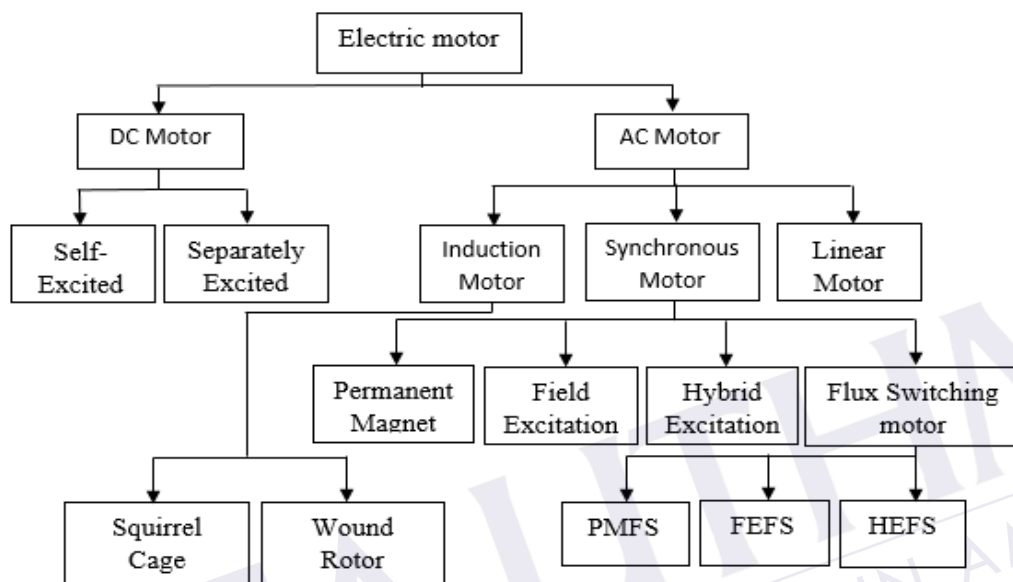 Electric motor
DC Motor
AC Motor
Self-
Excited
Separately
Excited
Induction
Motor
Synchronous
Motor
Linear
Motor
Permanent
Magnet
Field
Excitation
Hybrid
Excitation
Flux Switching
motor
Squirrel
Cage
Wound
Rotor
PMFS
FEFS
HEFS